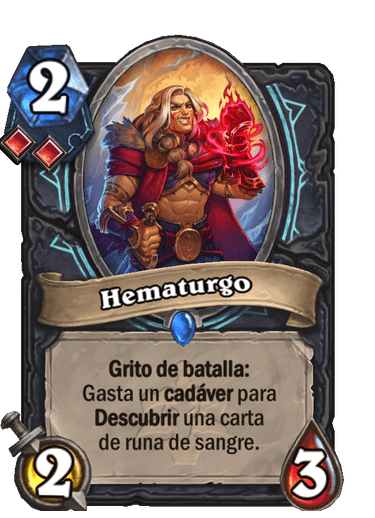 2
Hematurgo
Grito de batalla:
Gasta un cadáver para
Descubrir una carta
de runa de sangre.
2
3